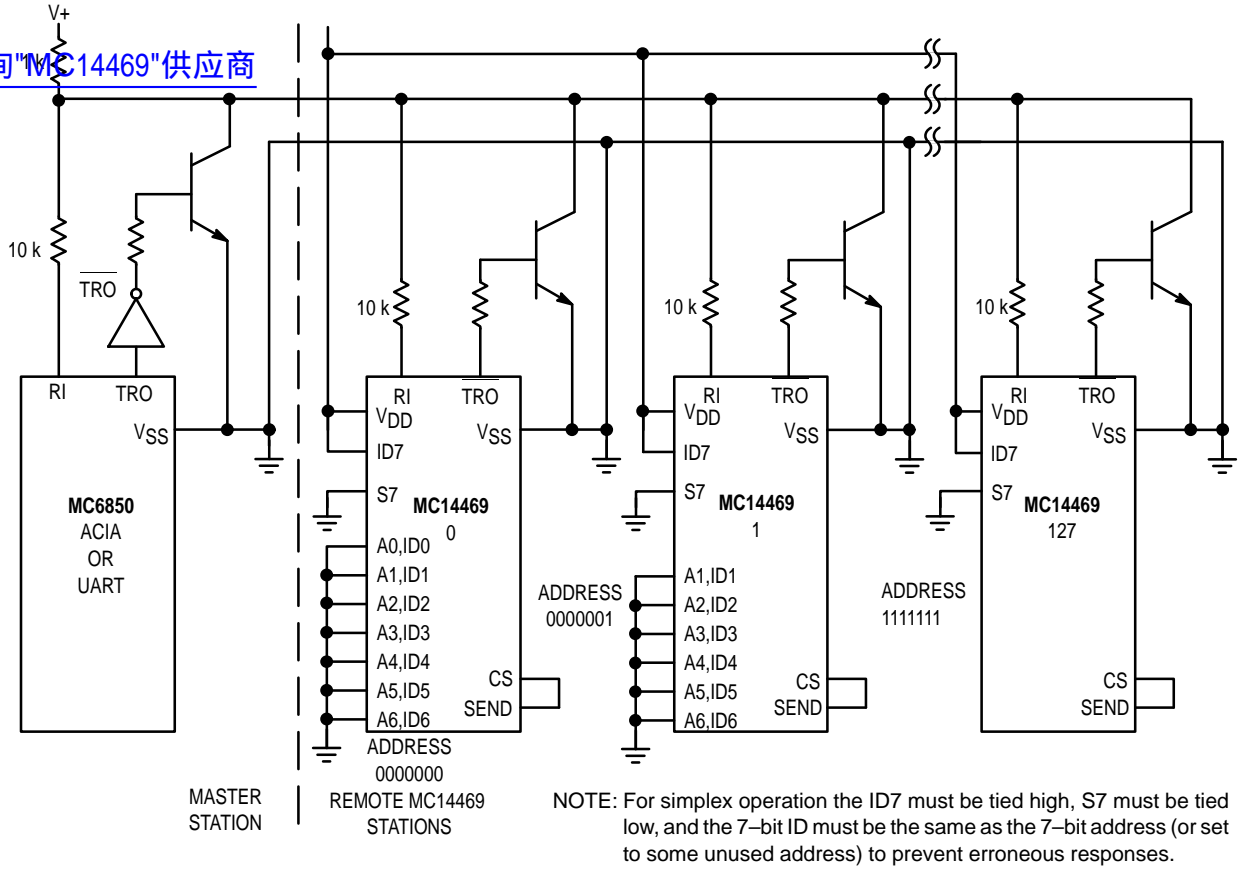 V+
询"MC14469"供应商
1 k
10 k
TRO
RI
TRO
VSS
MC6850
ACIA
OR
UART
MASTER
STATION
10 k
RI
TRO
VDD
VSS
ID7
S7
MC14469
0
A0,ID0
A1,ID1
A2,ID2
A3,ID3
A4,ID4
A5,ID5
A6,ID6
CS
SEND
ADDRESS
0000000
REMOTE MC14469
STATIONS
10 k
RI
TRO
VDD
VSS
ID7
S7
MC14469
1
ADDRESS
0000001
A1,ID1
A2,ID2
A3,ID3
A4,ID4
A5,ID5
A6,ID6
CS
SEND
10 k
RI
TRO
VDD
VSS
ID7
S7
MC14469
127
ADDRESS
1111111
CS
SEND
NOTE: For simplex operation the ID7 must be tied high, S7 must be tied
low, and the 7–bit ID must be the same as the 7–bit address (or set
to some unused address) to prevent erroneous responses.